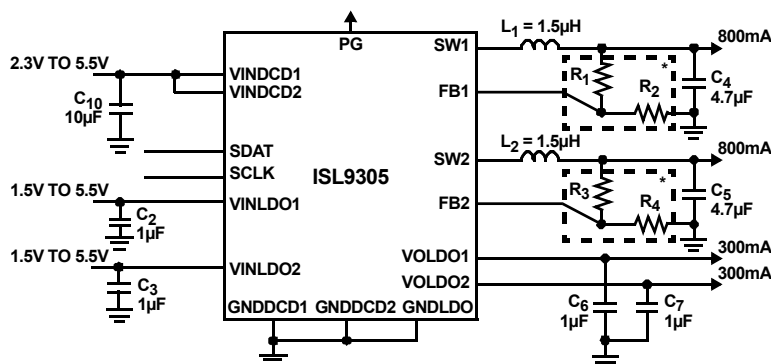 PG
L1 = 1.5µH
SW1
800mA
2.3V TO 5.5V
VINDCD1
VINDCD2
C10
10µF
R1
*
R2
C4
4.7µF
FB1
L2 = 1.5µH
SW2
800mA
SDAT
SCLK
ISL9305
1.5V TO 5.5V
VINLDO1
C2
1µF
R3
*
R4
C5
4.7µF
FB2
1.5V TO 5.5V
VINLDO2
C3
1µF
VOLDO1
300mA
VOLDO2
300mA
GNDDCD1 GNDDCD2 GNDLDO
C6
1µF
C7
1µF